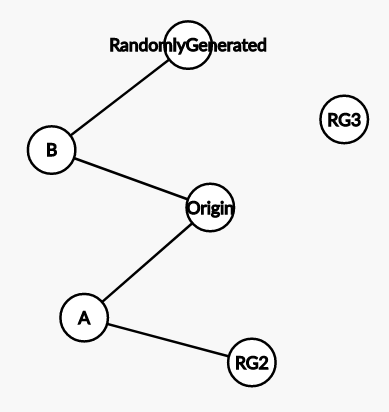 RandomlyGenerated
RG3
B
Origin
A
RG2